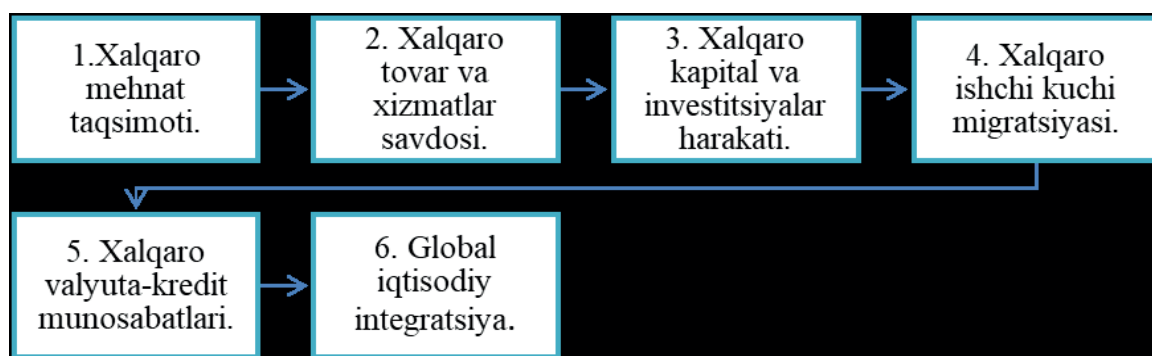 1.Xalqaro
mehnat
taqsimoti.
2. Xalqaro
tovar va
xizmatlar
savdosi.
3. Xalqaro
kapital va
investitsiyalar
harakati.
4. Xalqaro
ishchi kuchi
migratsiyasi.
5. Xalqaro
valyuta-kredit
munosabatlari.
6. Global
iqtisodiy
integratsiya.